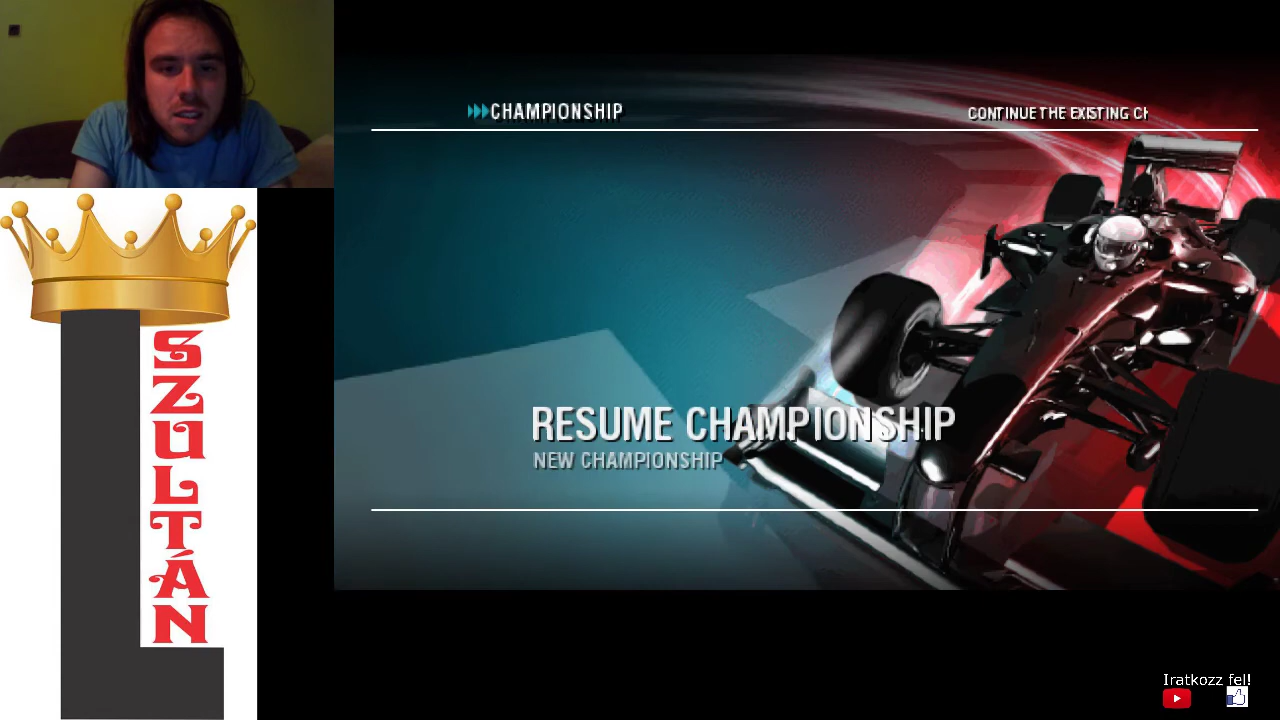 CHAMPIONSHIP
CONTINUE THE EXISTING CH
RESUME CHAMPIONSHIP
NEW CHAMPIONSHIP
L
SZULTÁN
Iratkozz fel!